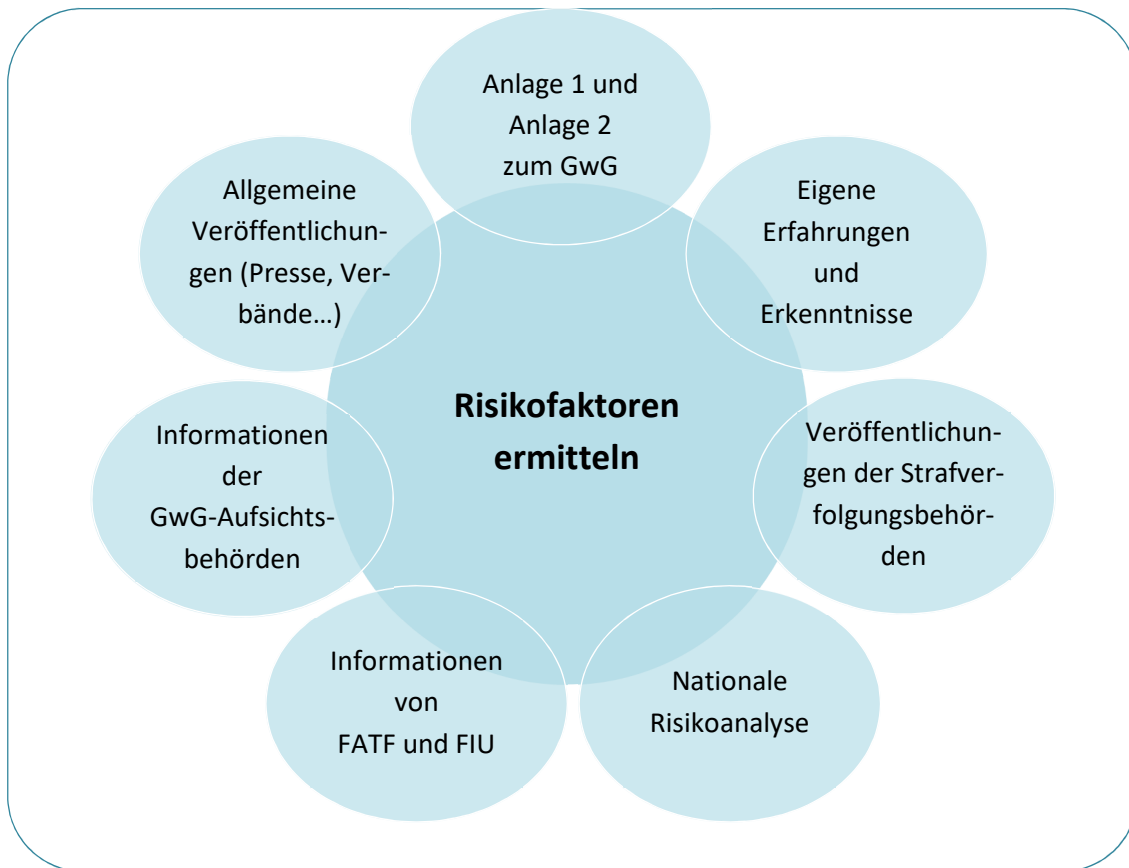 Anlage 1 und
Anlage 2
zum GwG
Eigene
Erfahrungen
und
Erkenntnisse
Veröffentlichun-
gen der Strafver-
folgungsbehör-
den
Nationale
Risikoanalyse
Informationen
von
FATF und FIU
Informationen
der
GwG-Aufsichts-
behörden
Allgemeine
Veröffentlichun-
gen (Presse, Ver-
bände…)
Risikofaktoren
ermitteln